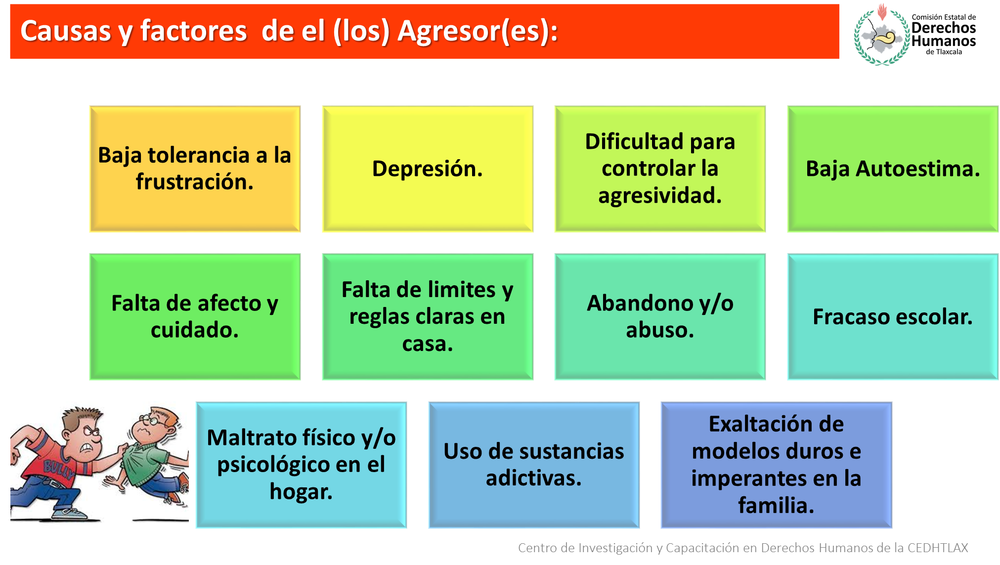 Causas y factores  de el (los) Agresor(es):
Comisión Estatal de
Derechos
Humanos
de Tlaxcala
Baja tolerancia a la
frustración.
Depresión.
Dificultad para
controlar la
agresividad.
Baja Autoestima.
Falta de afecto y
cuidado.
Falta de limites y
reglas claras en
casa.
Abandono y/o
abuso.
Fracaso escolar.
BULLY
Maltrato físico y/o
psicológico en el
hogar.
Uso de sustancias
adictivas.
Exaltación de
modelos duros e
imperantes en la
familia.
Centro de Investigación y Capacitación en Derechos Humanos de la CEDHTLAX